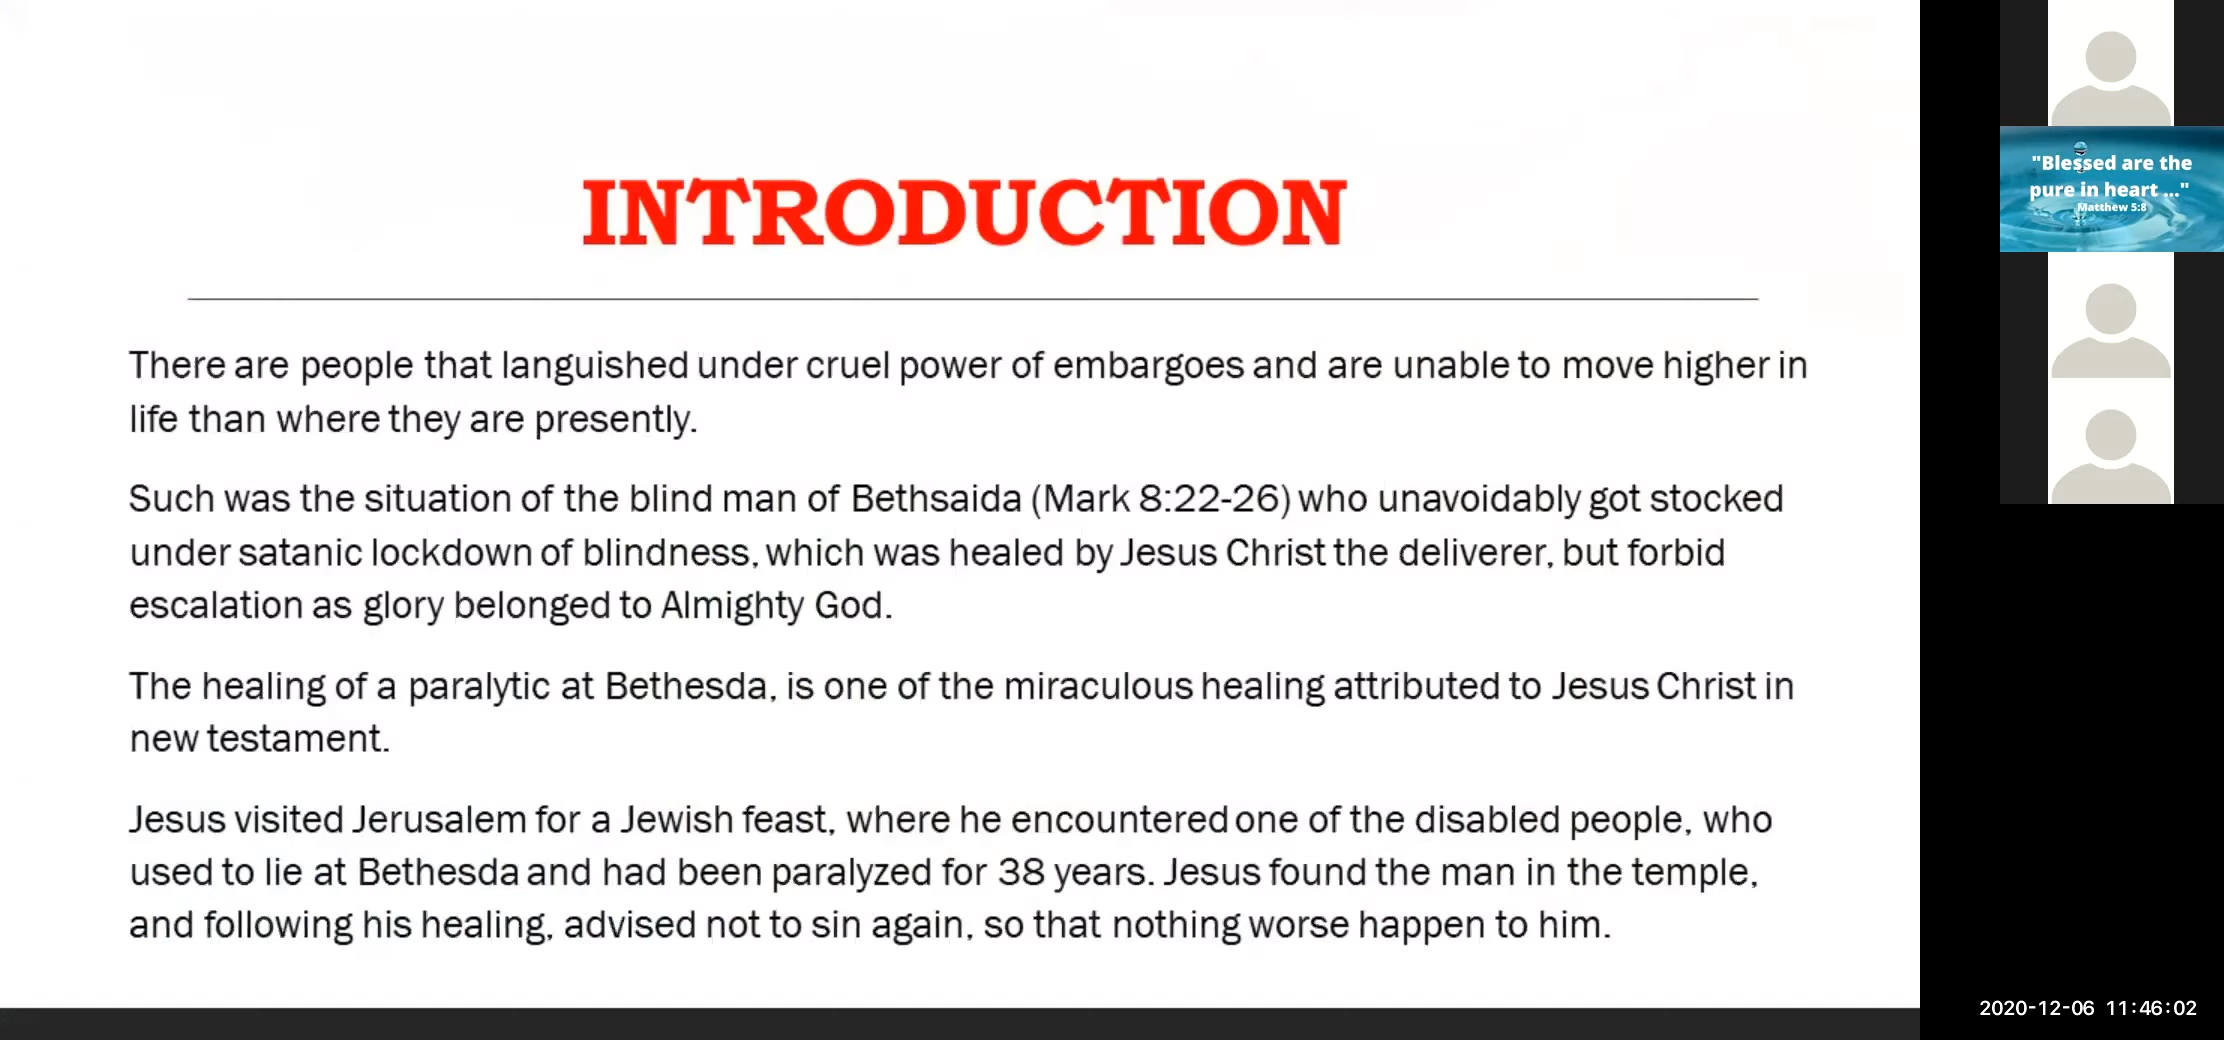 INTRODUCTION
There are people that languished under cruel power of embargoes and are unable to move higher in
life than where they are presently.
Such was the situation of the blind man of Bethsaida (Mark 8:22-26) who unavoidably got stocked
under satanic lockdown of blindness, which was healed by Jesus Christ the deliverer, but forbid
escalation as glory belonged to Almighty God.
The healing of a paralytic at Bethesda, is one of the miraculous healing attributed to Jesus Christ in
new testament.
Jesus visited Jerusalem for a Jewish feast, where he encountered one of the disabled people, who
used to lie at Bethesda and had been paralyzed for 38 years. Jesus found the man in the temple,
and following his healing, advised not to sin again, so that nothing worse happen to him.
"Blessed are the
pure in heart ..."
Matthew 5:8
2020-12-06 11:46:02